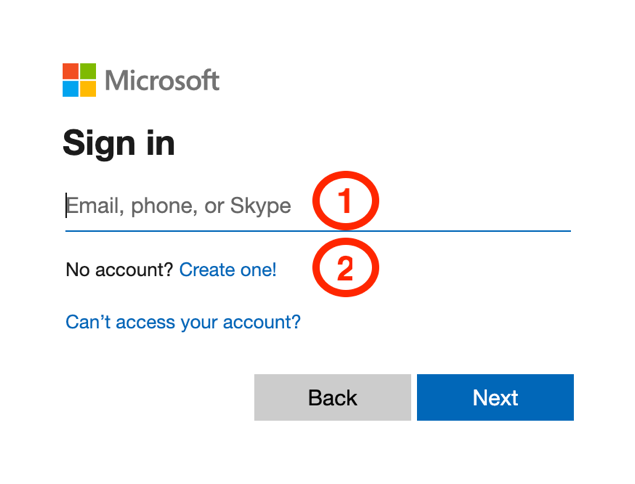 Microsoft
Sign in
Email, phone, or Skype 1
No account? Create one! 2
Can't access your account?
Back Next